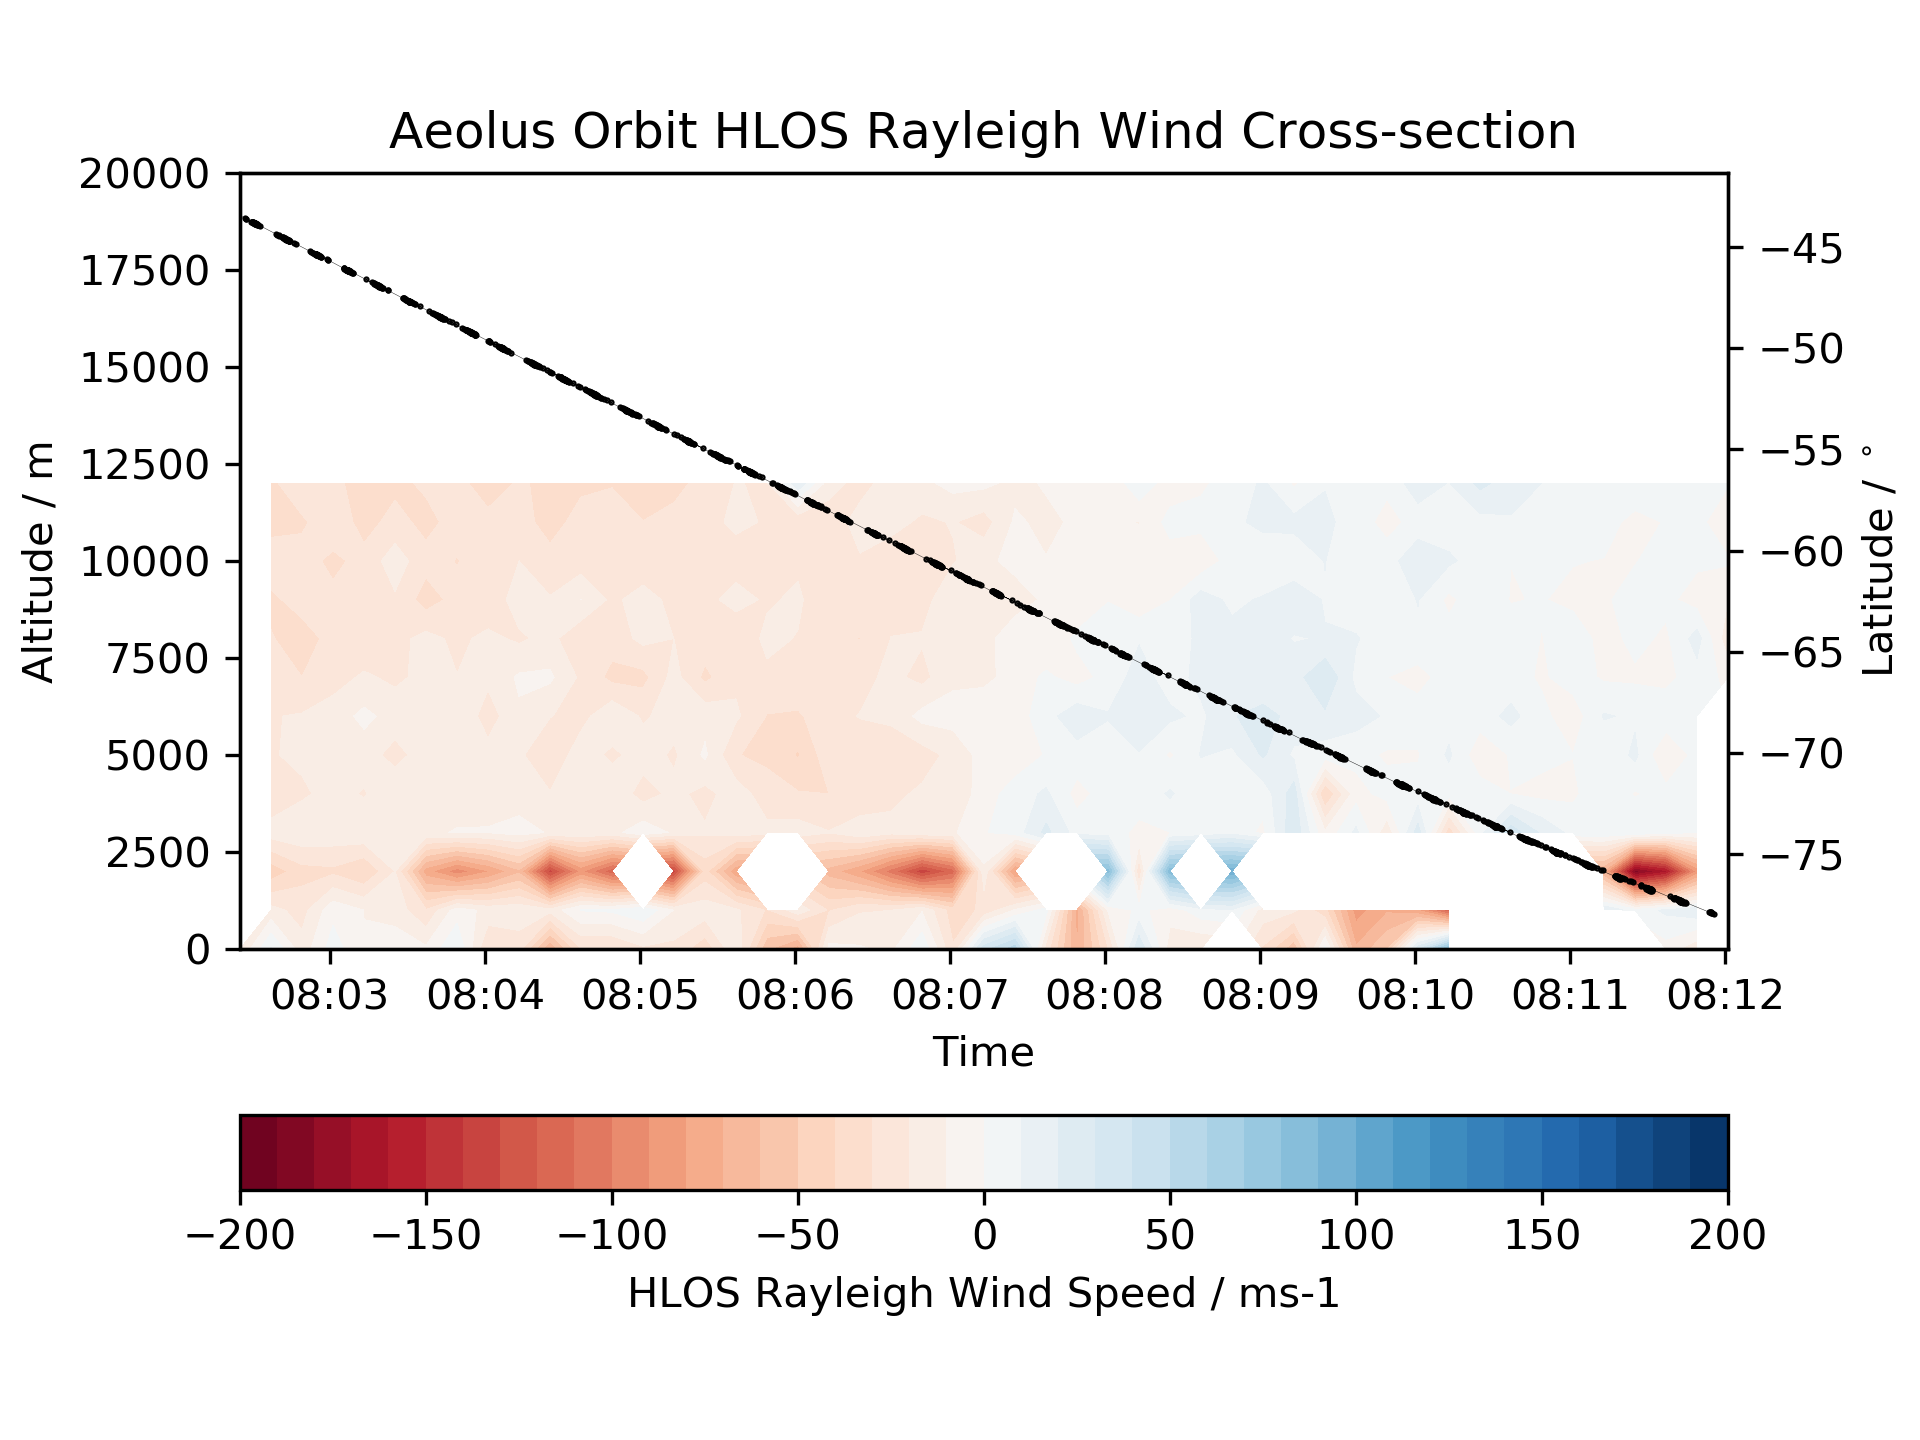 Aeolus Orbit HLOS Rayleigh Wind Cross-section
20000
17500
15000
12500
10000
7500
5000
2500
0
Altitude / m
−45
−50
−55
−60
−65
−70
−75
Latitude / °
08:03 08:04 08:05 08:06 08:07 08:08 08:09 08:10 08:11 08:12
Time
−200 −150 −100 −50 0 50 100 150 200
HLOS Rayleigh Wind Speed / ms-1